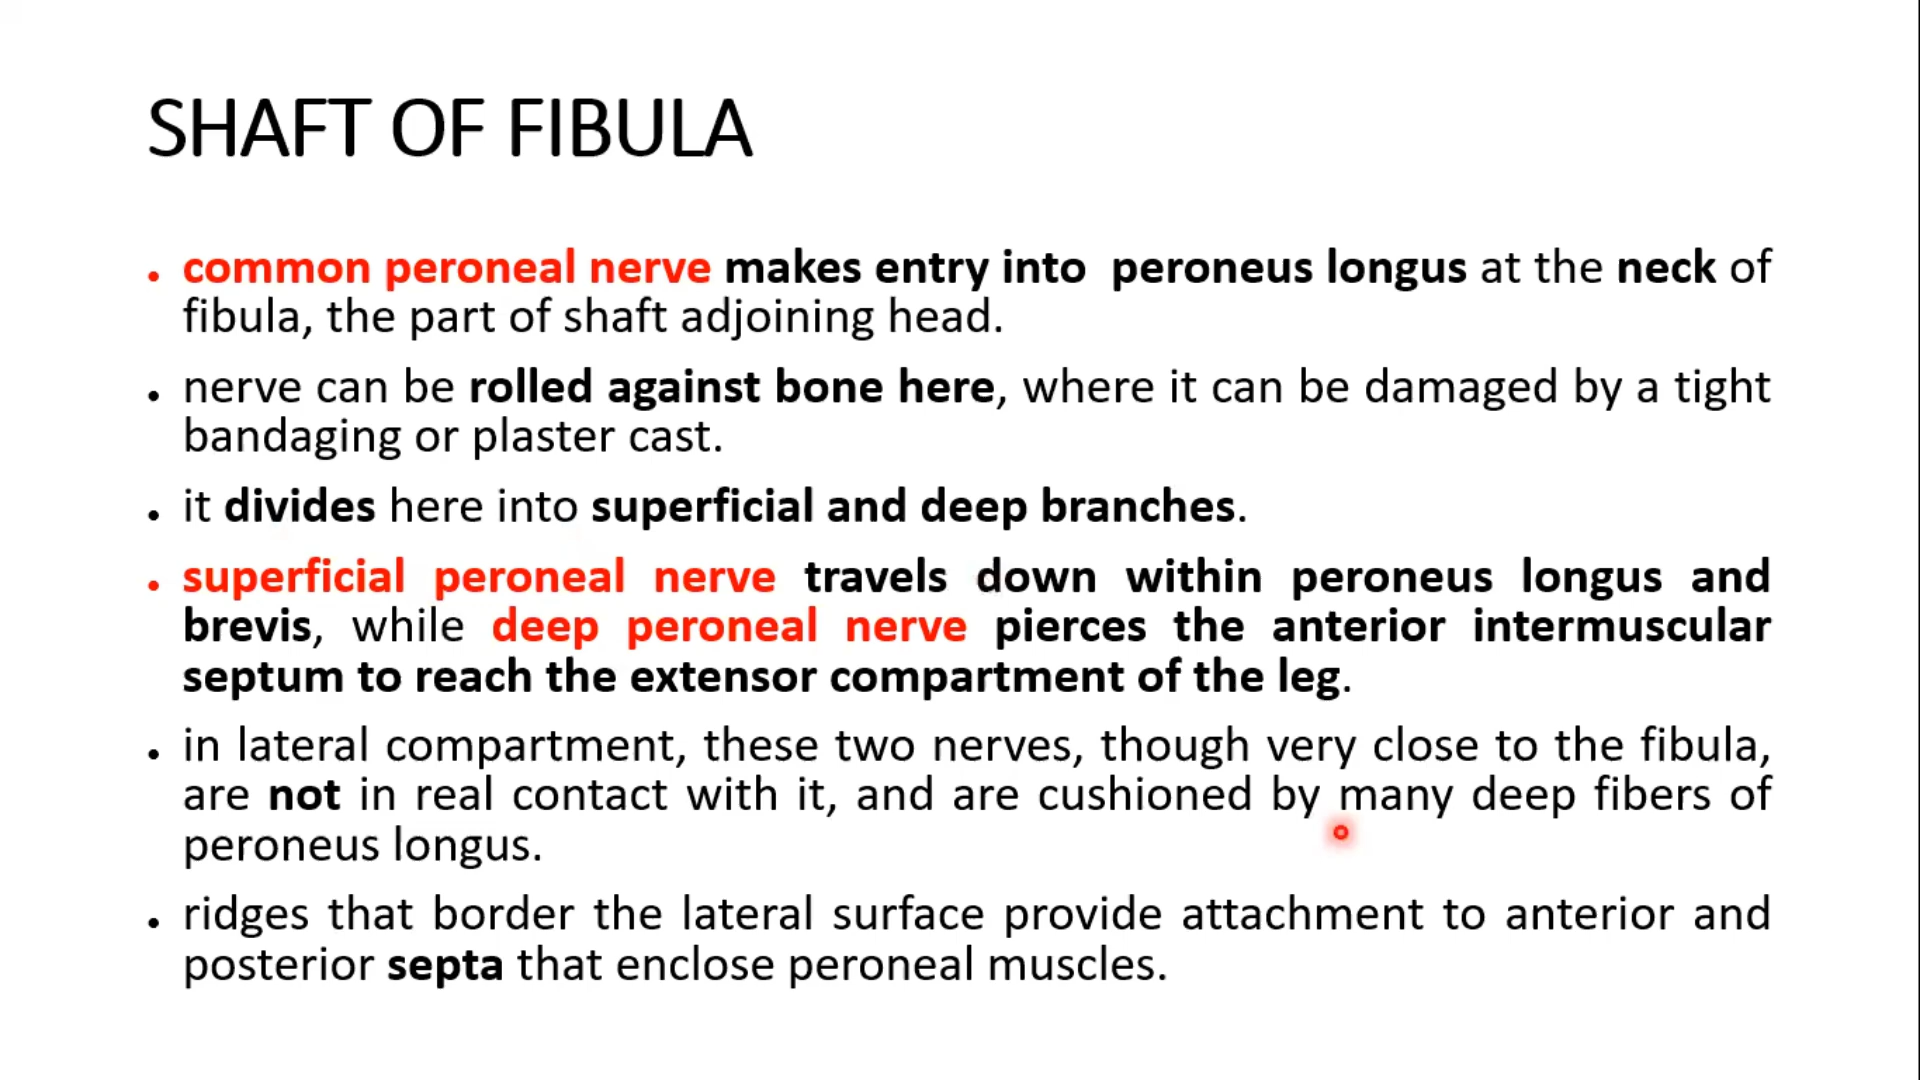 SHAFT OF FIBULA
• common peroneal nerve makes entry into peroneus longus at the neck of
fibula, the part of shaft adjoining head.
• nerve can be rolled against bone here, where it can be damaged by a tight
bandaging or plaster cast.
• it divides here into superficial and deep branches.
• superficial peroneal nerve travels down within peroneus longus and
brevis, while deep peroneal nerve pierces the anterior intermuscular
septum to reach the extensor compartment of the leg.
• in lateral compartment, these two nerves, though very close to the fibula,
are not in real contact with it, and are cushioned by many deep fibers of
peroneus longus.
• ridges that border the lateral surface provide attachment to anterior and
posterior septa that enclose peroneal muscles.